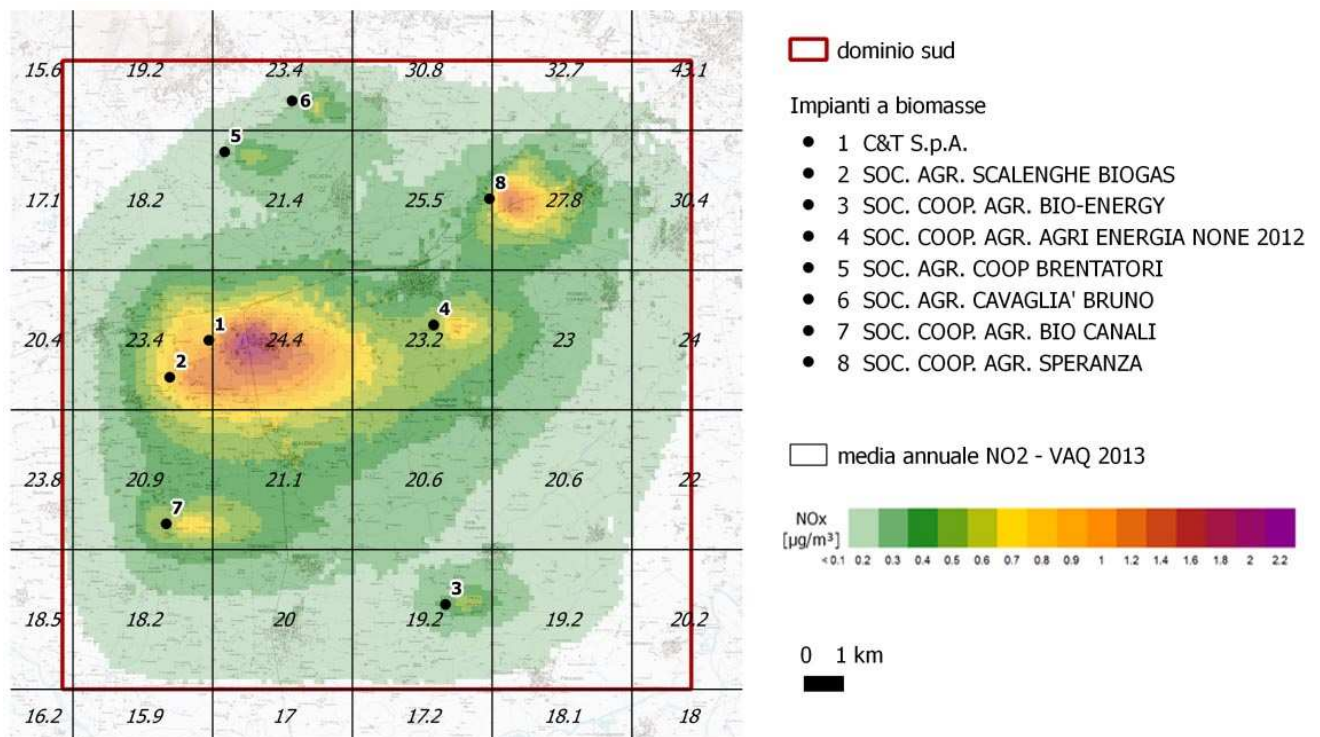 15.6 19.2 23.4 30.8 32.7 43.1
6
5
8
17.1 18.2 21.4 25.5 27.8 30.4
4
1
20.4 23.4 24.4 23.2 23 24
2
23.8 20.9 21.1 20.6 20.6 22
7
3
18.5 18.2 20 19.2 19.2 20.2
16.2 15.9 17 17.2 18.1 18
dominio sud
Impianti a biomasse
1 C&T S.p.A.
2 SOC. AGR. SCALENGHE BIOGAS
3 SOC. COOP. AGR. BIO-ENERGY
4 SOC. COOP. AGR. AGRI ENERGIA NONE 2012
5 SOC. AGR. COOP BRENTATORI
6 SOC. AGR. CAVAGLIA' BRUNO
7 SOC. COOP. AGR. BIO CANALI
8 SOC. COOP. AGR. SPERANZA
media annuale NO2 - VAQ 2013
NOx
[µg/m³]
< 0.1 0.2 0.3 0.4 0.5 0.6 0.7 0.8 0.9 1 1.2 1.4 1.6 1.8 2 2.2
0 1 km